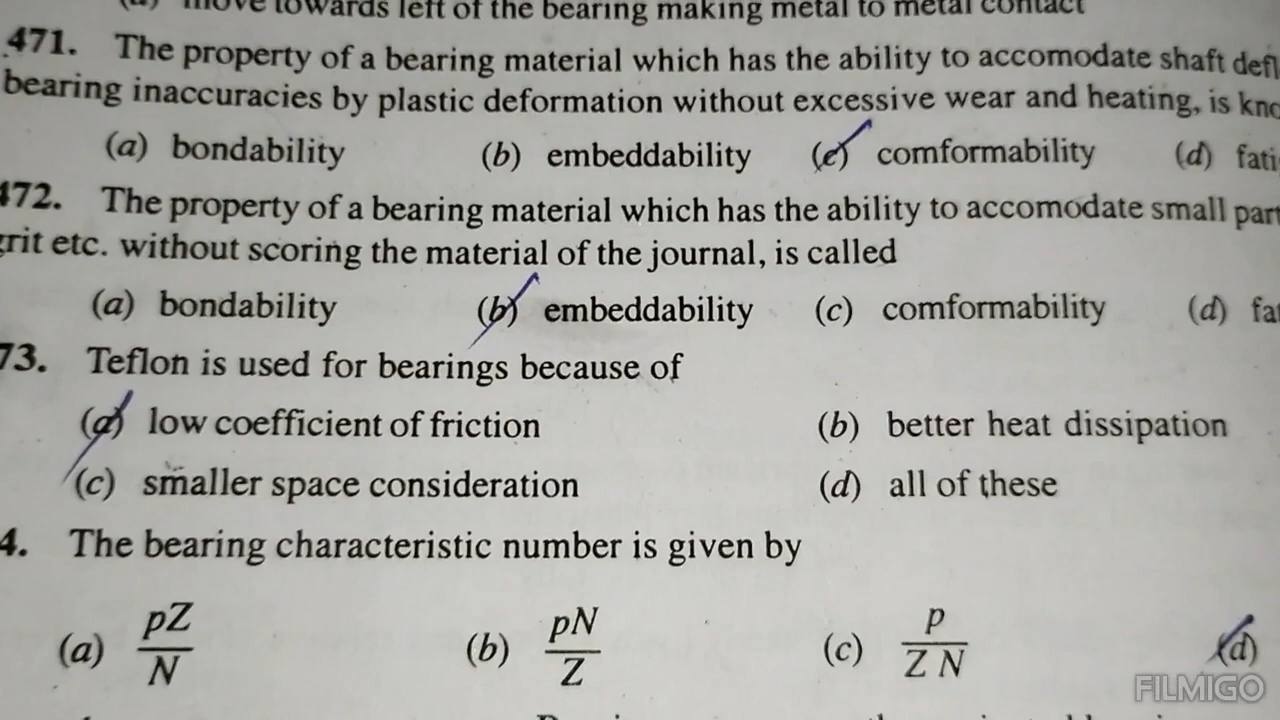 (d) move towards left of the bearing making metal to metal contact
471. The property of a bearing material which has the ability to accomodate shaft defl
bearing inaccuracies by plastic deformation without excessive wear and heating, is kno
(a) bondability (b) embeddability (c) comformability (d) fati
472. The property of a bearing material which has the ability to accomodate small part
grit etc. without scoring the material of the journal, is called
(a) bondability (b) embeddability (c) comformability (d) fat
73. Teflon is used for bearings because of
(a) low coefficient of friction (b) better heat dissipation
(c) smaller space consideration (d) all of these
4. The bearing characteristic number is given by
(a) pZ/N (b) pN/Z (c) p/Z N (d)
FILMIGO